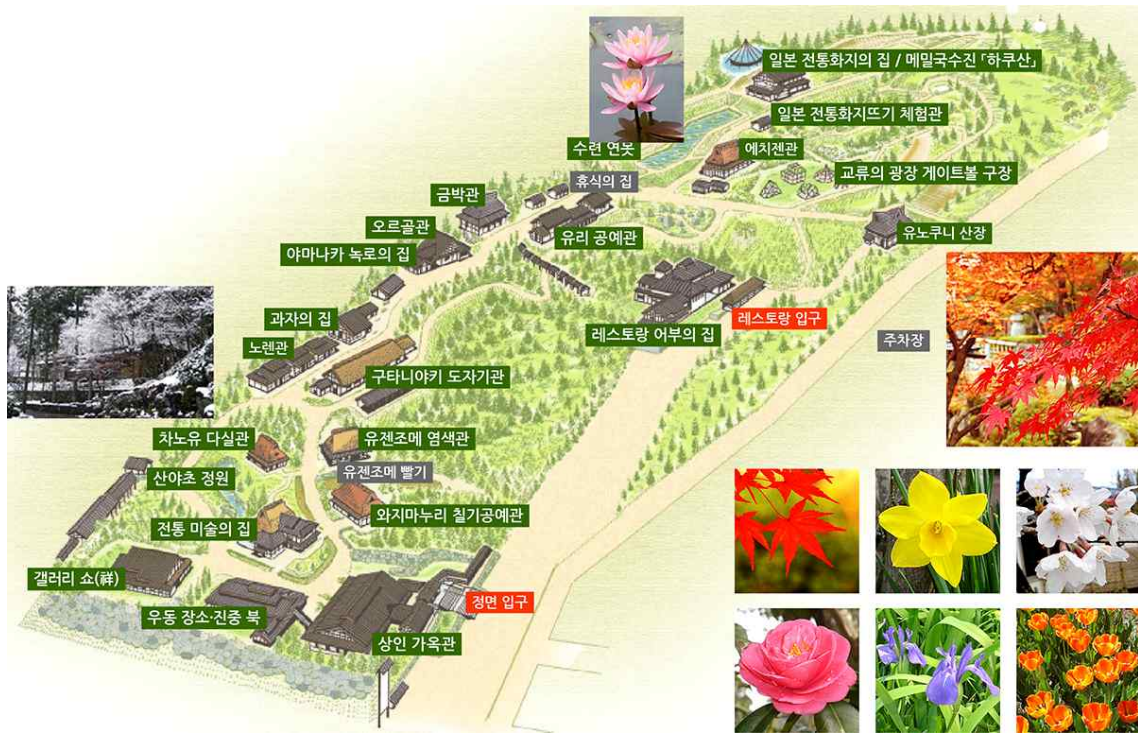 일본 전통화지의 집 / 메밀국수진 「하쿠산」
일본 전통화지뜨기 체험관
수련 연못
에치젠관
휴식의 집
교류의 광장 게이트볼 구장
금박관
오르골관
유리 공예관
유노쿠니 산장
야마나카 녹로의 집
과자의 집
레스토랑 입구
레스토랑 어부의 집
주차장
노렌관
구타니야키 도자기관
차노유 다실관
유젠조메 염색관
유젠조메 빨기
산야초 정원
와지마누리 칠기공예관
전통 미술의 집
갤러리 쇼(祥)
정면 입구
우동 장소·진중 북
상인 가옥관